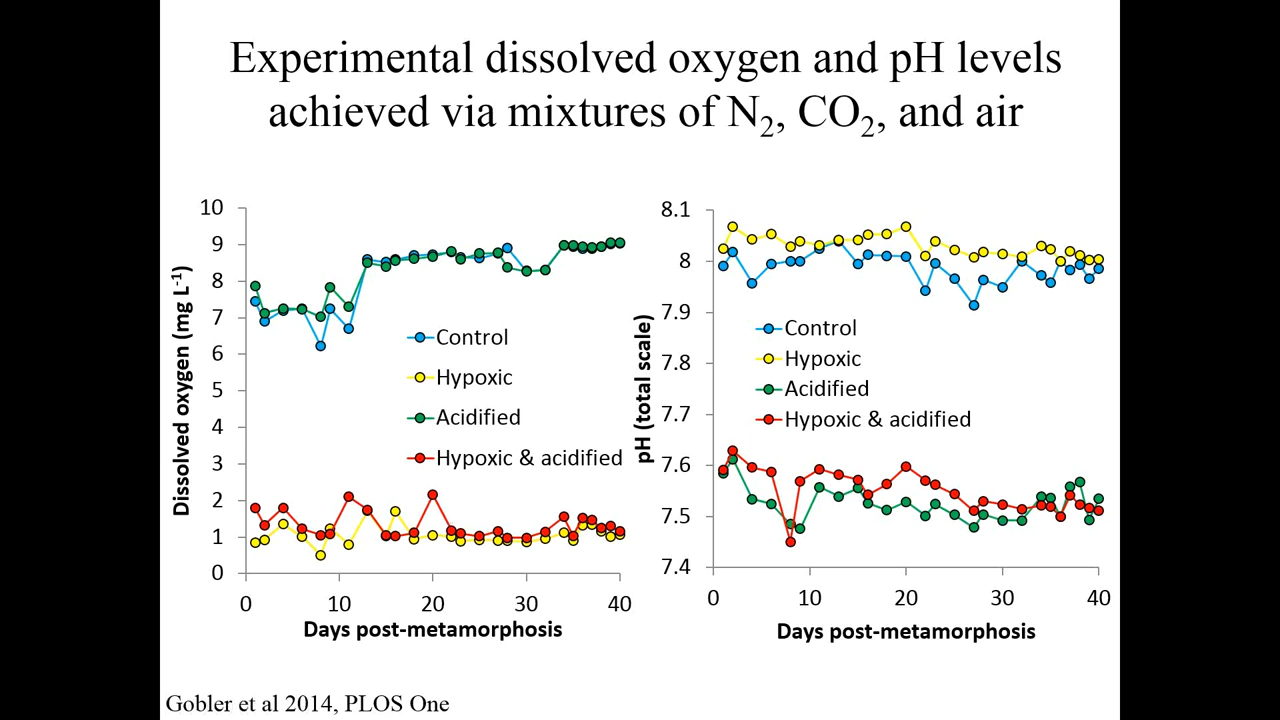 Experimental dissolved oxygen and pH levels
achieved via mixtures of N₂, CO₂, and air
10
9
8
7
6
5
4
3
2
1
0
Dissolved oxygen (mg L⁻¹)
Control
Hypoxic
Acidified
Hypoxic & acidified
0 10 20 30 40
Days post-metamorphosis
8.1
8
7.9
7.8
7.7
7.6
7.5
7.4
pH (total scale)
Control
Hypoxic
Acidified
Hypoxic & acidified
0 10 20 30 40
Days post-metamorphosis
Gobler et al 2014, PLOS One